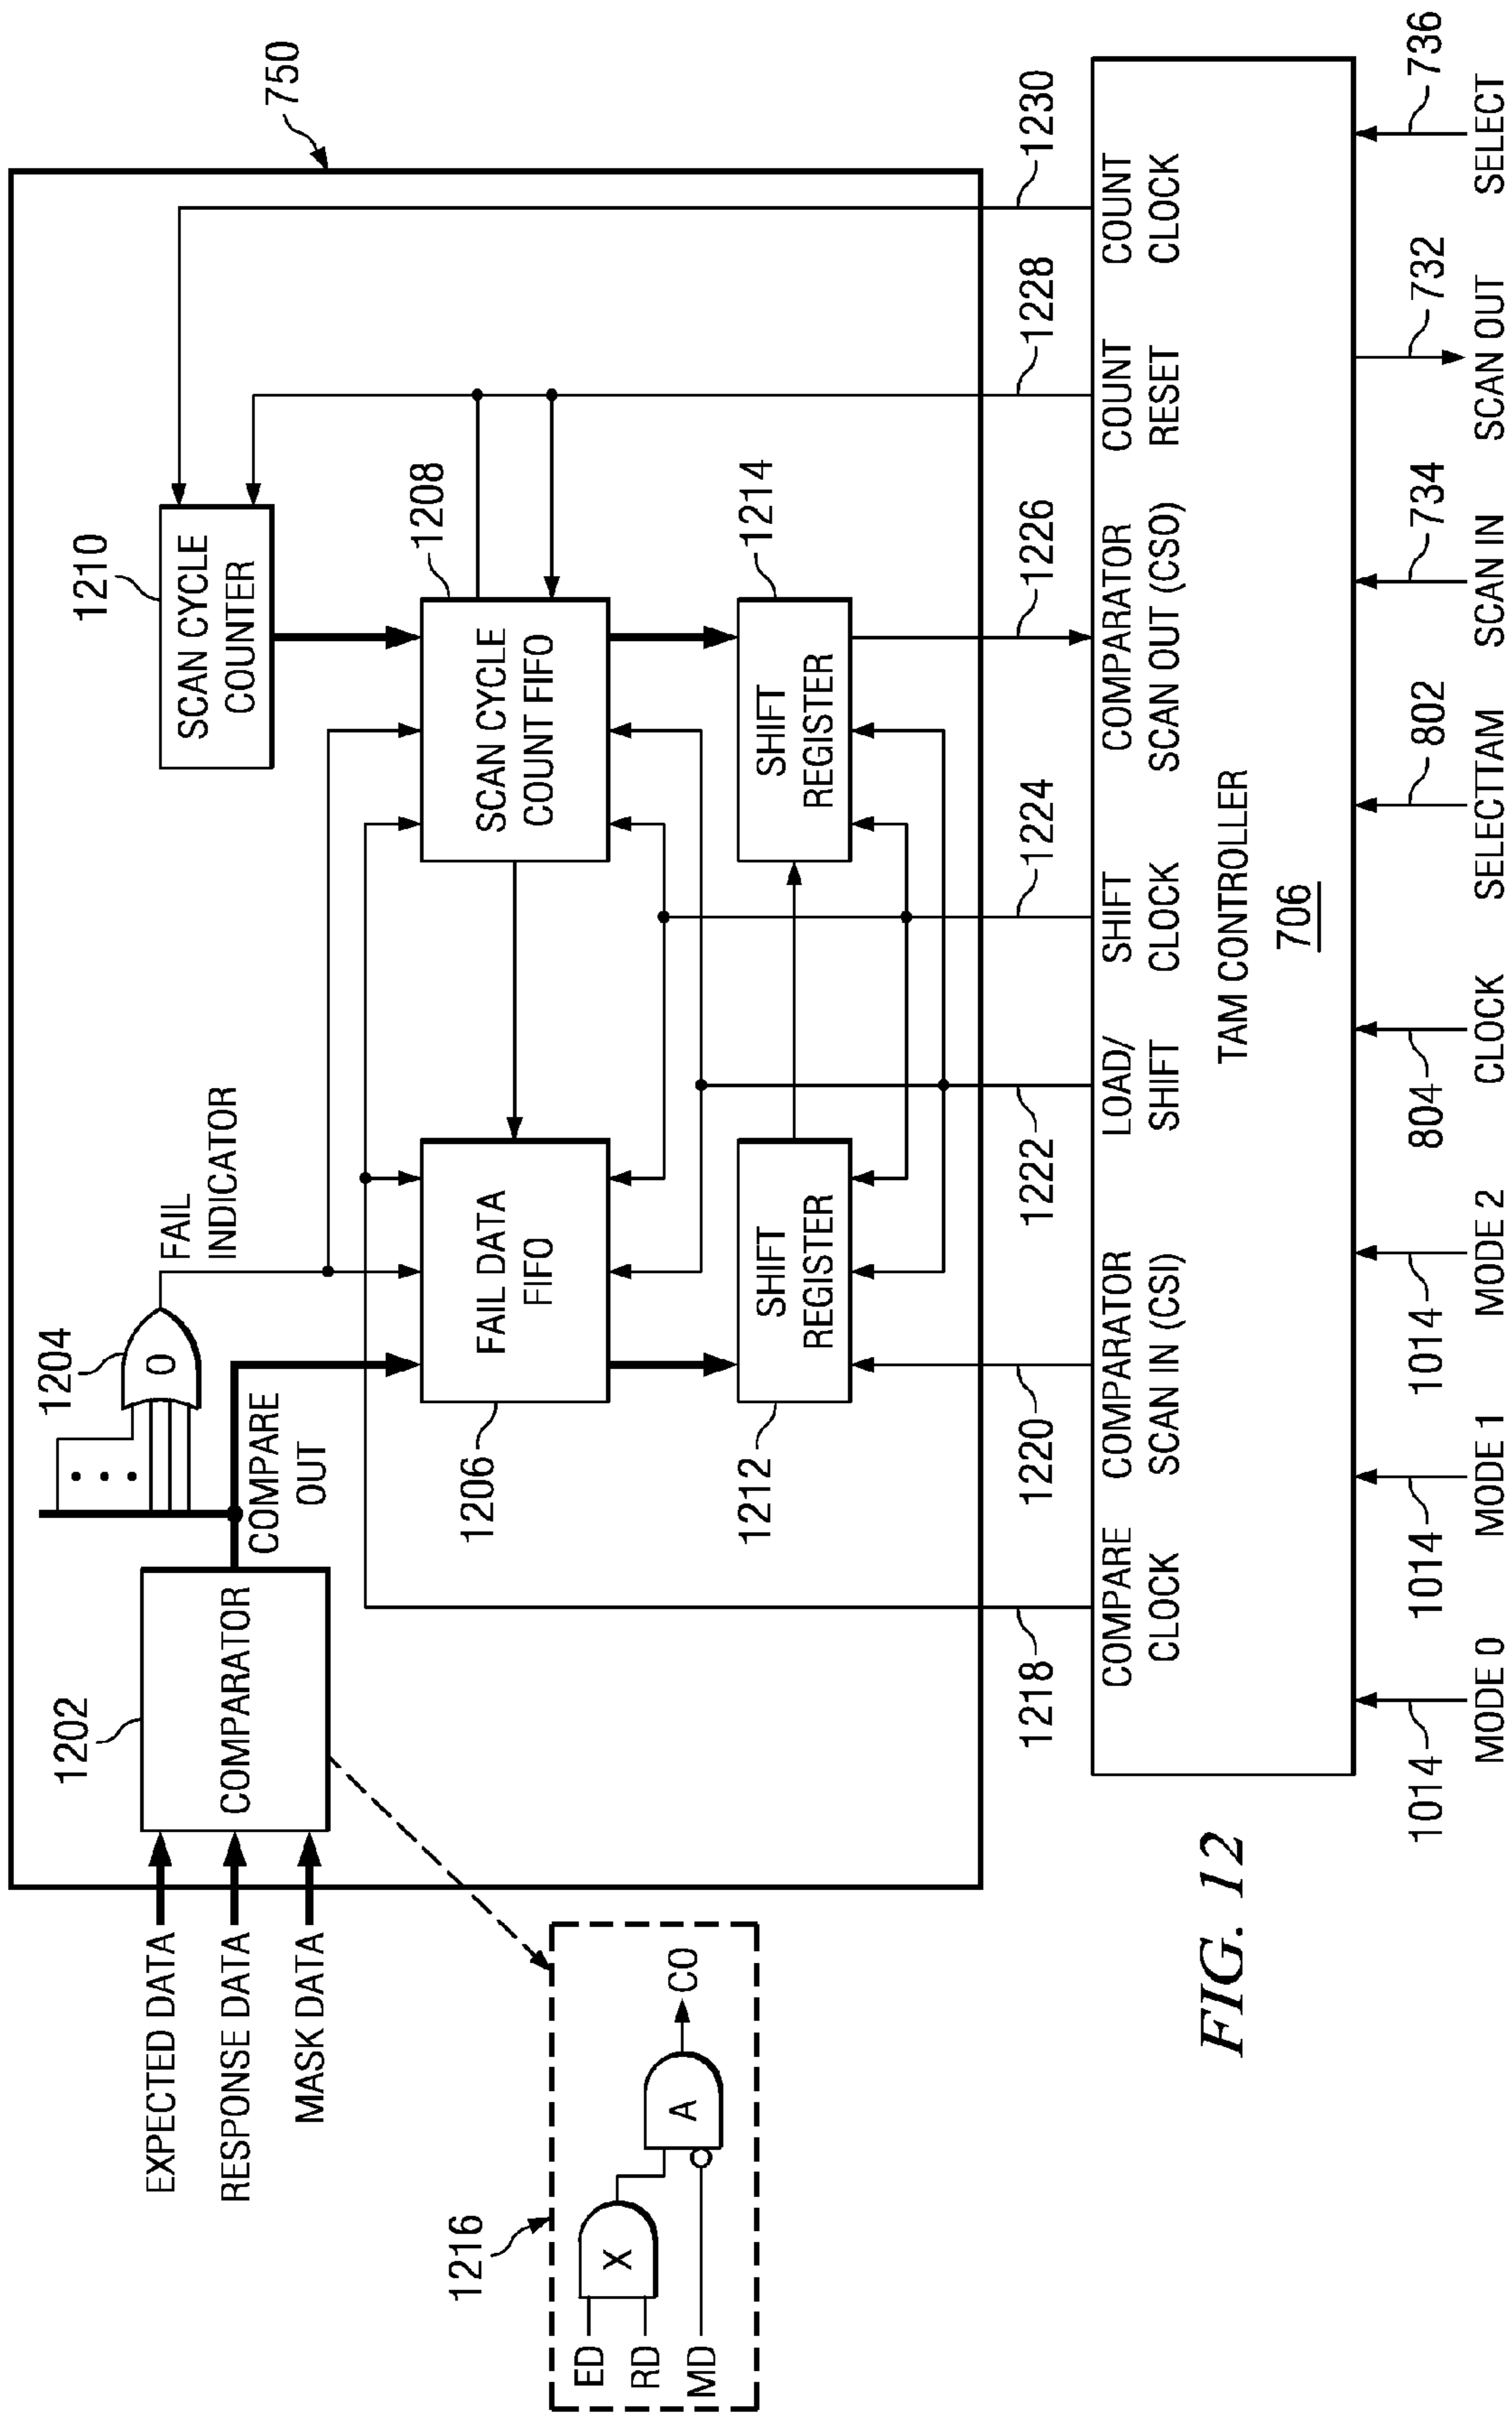 EXPECTED DATA
RESPONSE DATA
MASK DATA
1202
COMPARATOR
COMPARE
OUT
1204
O
FAIL
INDICATOR
1210
SCAN CYCLE
COUNTER
750
1206
FAIL DATA
FIFO
1208
SCAN CYCLE
COUNT FIFO
1212
SHIFT
REGISTER
1214
SHIFT
REGISTER
1216
ED
RD
MD
X
A
CO
1218
1220
1222
1224
1226
1228
1230
COMPARE
CLOCK
COMPARATOR
SCAN IN (CSI)
LOAD/
SHIFT
SHIFT
CLOCK
COMPARATOR
SCAN OUT (CSO)
COUNT
RESET
COUNT
CLOCK
TAM CONTROLLER
706
1014
1014
1014
804
802
734
732
736
MODE 0
MODE 1
MODE 2
CLOCK
SELECTTAM
SCAN IN
SCAN OUT
SELECT
FIG. 12